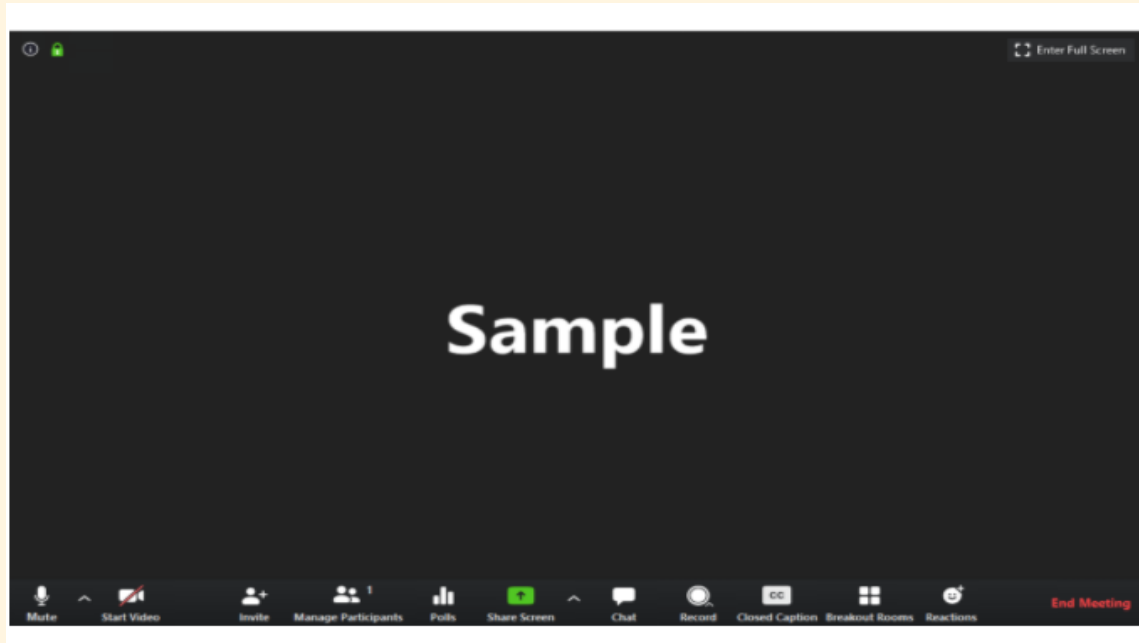 Enter Full Screen
Sample
1
Mute Start Video Invite Manage Participants Polls Share Screen Chat Record CC Closed Caption Breakout Rooms Reactions End Meeting